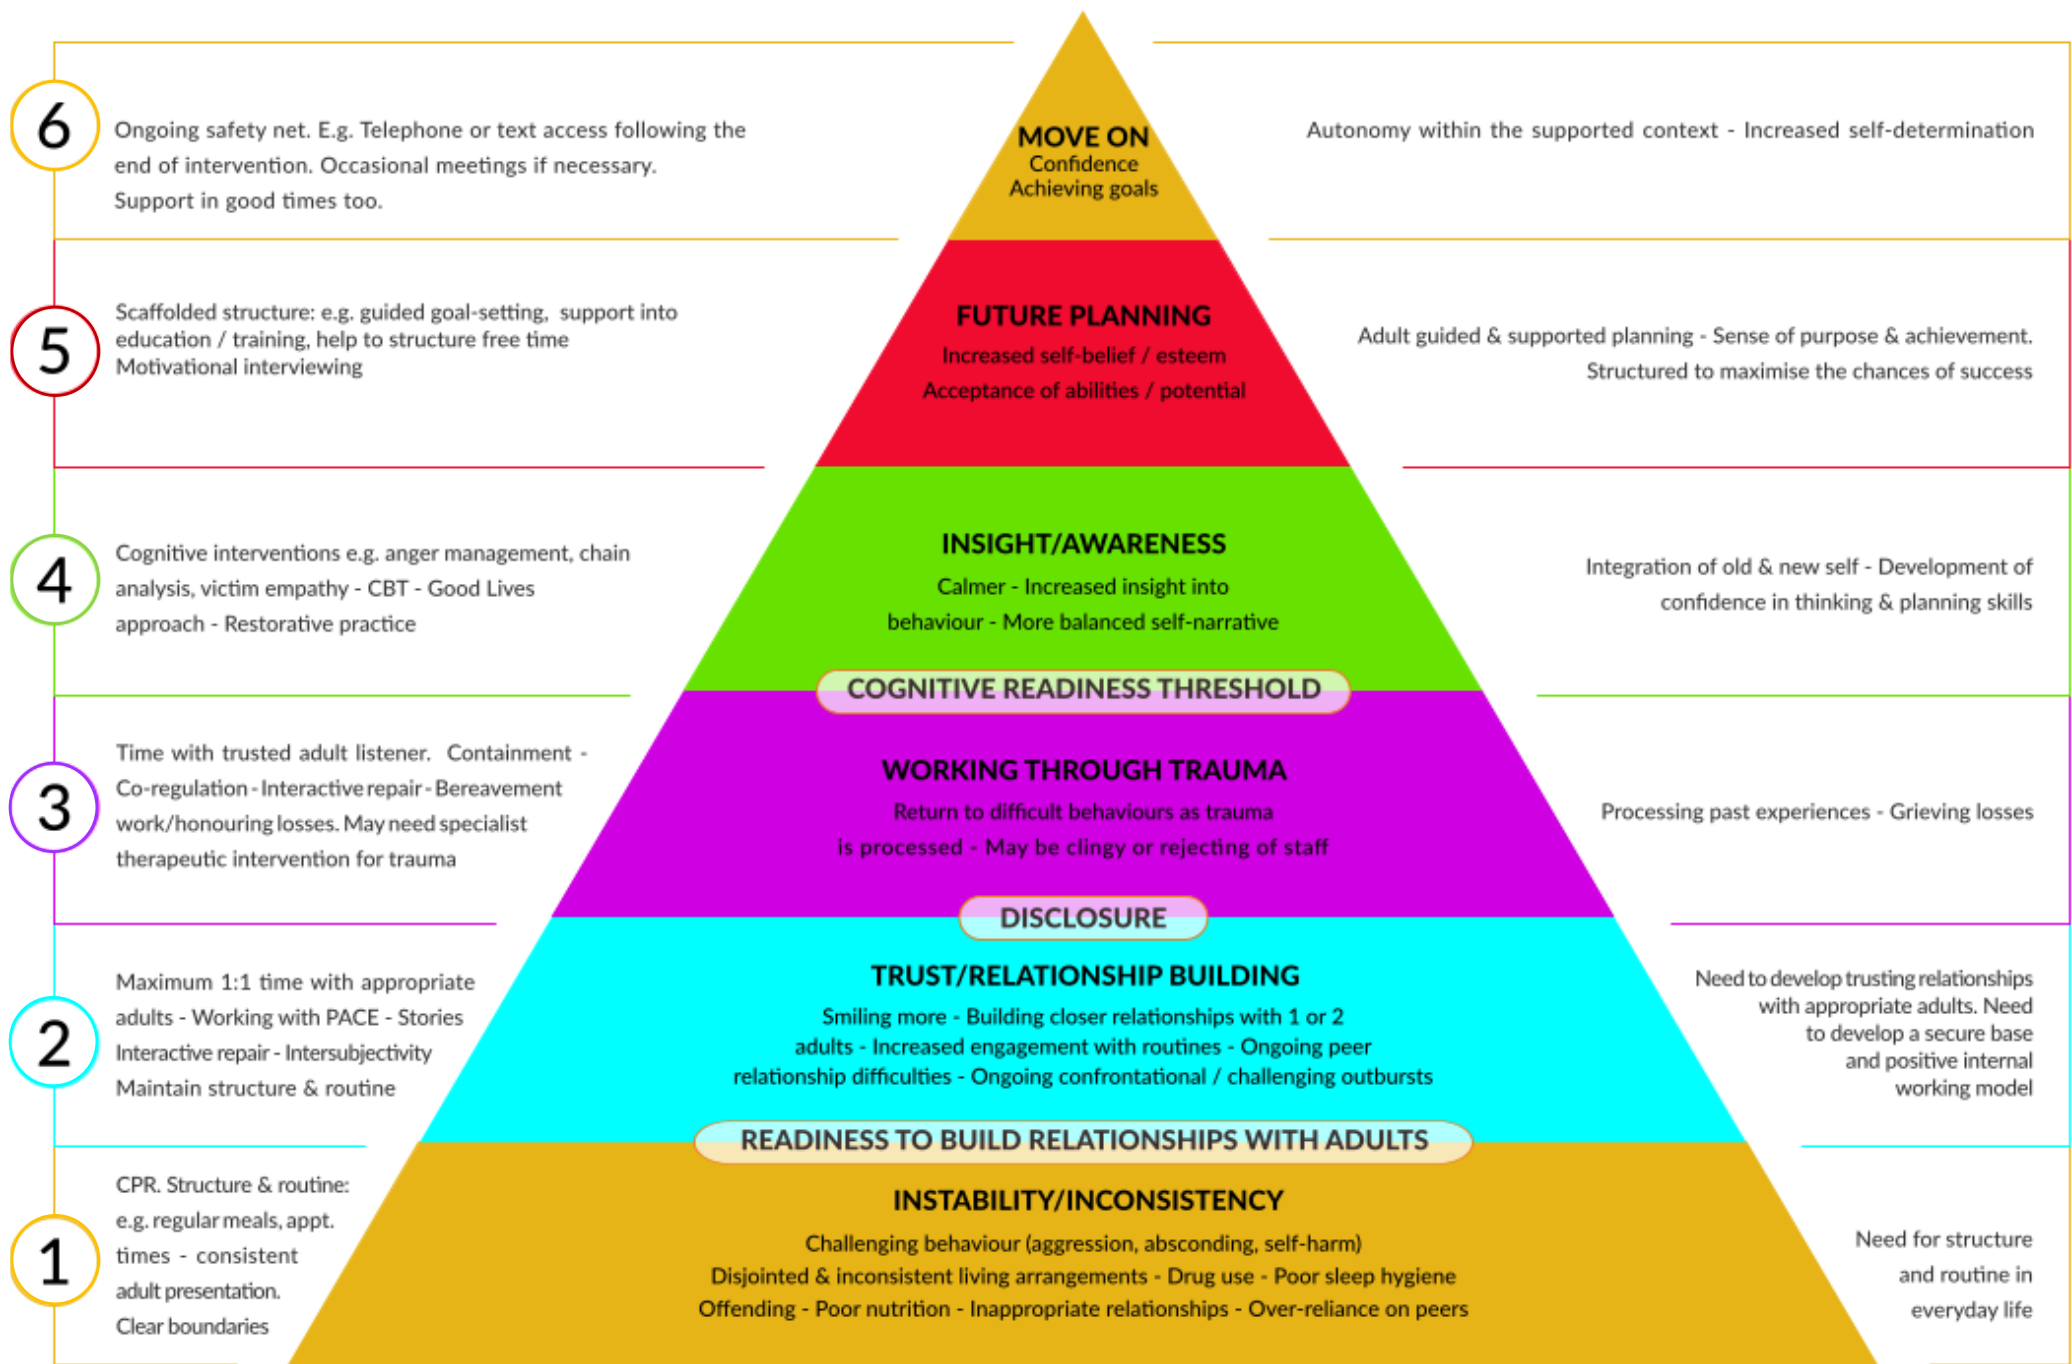 6
Ongoing safety net. E.g. Telephone or text access following the
end of intervention. Occasional meetings if necessary.
Support in good times too.
MOVE ON
Confidence
Achieving goals
Autonomy within the supported context - Increased self-determination
5
Scaffolded structure: e.g. guided goal-setting, support into
education / training, help to structure free time
Motivational interviewing
FUTURE PLANNING
Increased self-belief / esteem
Acceptance of abilities / potential
Adult guided & supported planning - Sense of purpose & achievement.
Structured to maximise the chances of success
4
Cognitive interventions e.g. anger management, chain
analysis, victim empathy - CBT - Good Lives
approach - Restorative practice
INSIGHT/AWARENESS
Calmer - Increased insight into
behaviour - More balanced self-narrative
Integration of old & new self - Development of
confidence in thinking & planning skills
COGNITIVE READINESS THRESHOLD
3
Time with trusted adult listener. Containment -
Co-regulation - Interactive repair - Bereavement
work/honouring losses. May need specialist
therapeutic intervention for trauma
WORKING THROUGH TRAUMA
Return to difficult behaviours as trauma
is processed - May be clingy or rejecting of staff
Processing past experiences - Grieving losses
DISCLOSURE
2
Maximum 1:1 time with appropriate
adults - Working with PACE - Stories
Interactive repair - Intersubjectivity
Maintain structure & routine
TRUST/RELATIONSHIP BUILDING
Smiling more - Building closer relationships with 1 or 2
adults - Increased engagement with routines - Ongoing peer
relationship difficulties - Ongoing confrontational / challenging outbursts
Need to develop trusting relationships
with appropriate adults. Need
to develop a secure base
and positive internal
working model
READINESS TO BUILD RELATIONSHIPS WITH ADULTS
1
CPR. Structure & routine:
e.g. regular meals, appt.
times - consistent
adult presentation.
Clear boundaries
INSTABILITY/INCONSISTENCY
Challenging behaviour (aggression, absconding, self-harm)
Disjointed & inconsistent living arrangements - Drug use - Poor sleep hygiene
Offending - Poor nutrition - Inappropriate relationships - Over-reliance on peers
Need for structure
and routine in
everyday life